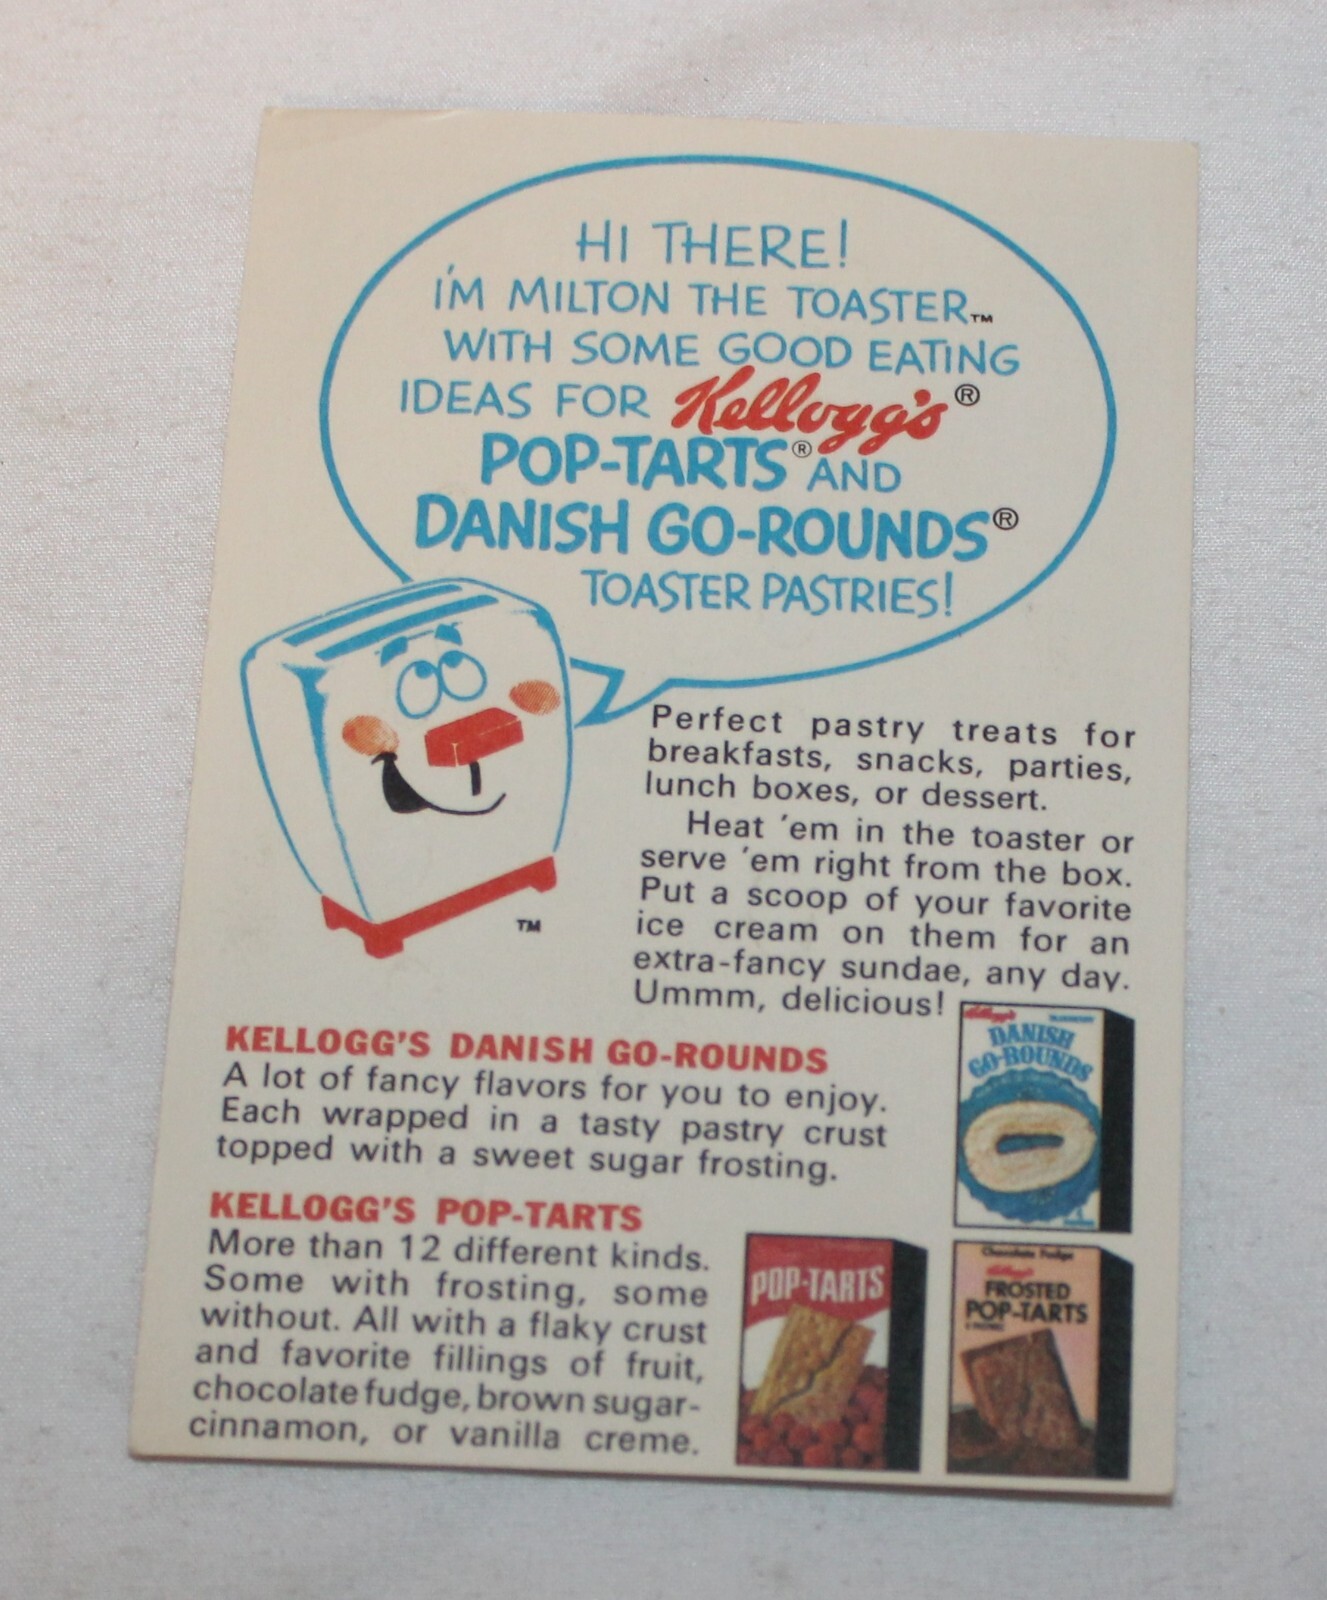 HI THERE!
I'M MILTON THE TOASTER™
WITH SOME GOOD EATING
IDEAS FOR Kellogg's®
POP-TARTS® AND
DANISH GO-ROUNDS®
TOASTER PASTRIES!
TM
Perfect pastry treats for
breakfasts, snacks, parties,
lunch boxes, or dessert.
Heat 'em in the toaster or
serve 'em right from the box.
Put a scoop of your favorite
ice cream on them for an
extra-fancy sundae, any day.
Ummm, delicious!
KELLOGG'S DANISH GO-ROUNDS
A lot of fancy flavors for you to enjoy.
Each wrapped in a tasty pastry crust
topped with a sweet sugar frosting.
Kellogg's
DANISH
GO-ROUNDS
KELLOGG'S POP-TARTS
More than 12 different kinds.
Some with frosting, some
without. All with a flaky crust
and favorite fillings of fruit,
chocolate fudge, brown sugar-
cinnamon, or vanilla creme.
POP-TARTS
Chocolate Fudge
Kellogg's
FROSTED
POP-TARTS